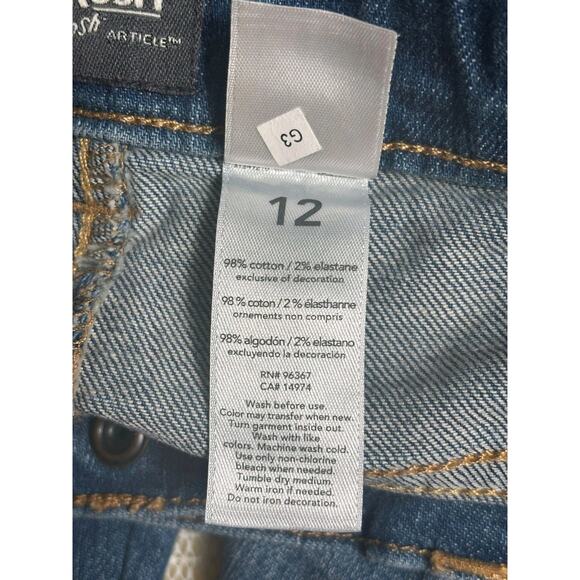 osh ARTICLE™
G3
12
98% cotton / 2% elastane
exclusive of decoration
98 % coton / 2 % élasthanne
ornements non compris
98% algodón / 2% elastano
excluyendo la decoración
RN# 96367
CA# 14974
Wash before use.
Color may transfer when new.
Turn garment inside out.
Wash with like
colors. Machine wash cold.
Use only non-chlorine
bleach when needed.
Tumble dry medium.
Warm iron if needed.
Do not iron decoration.